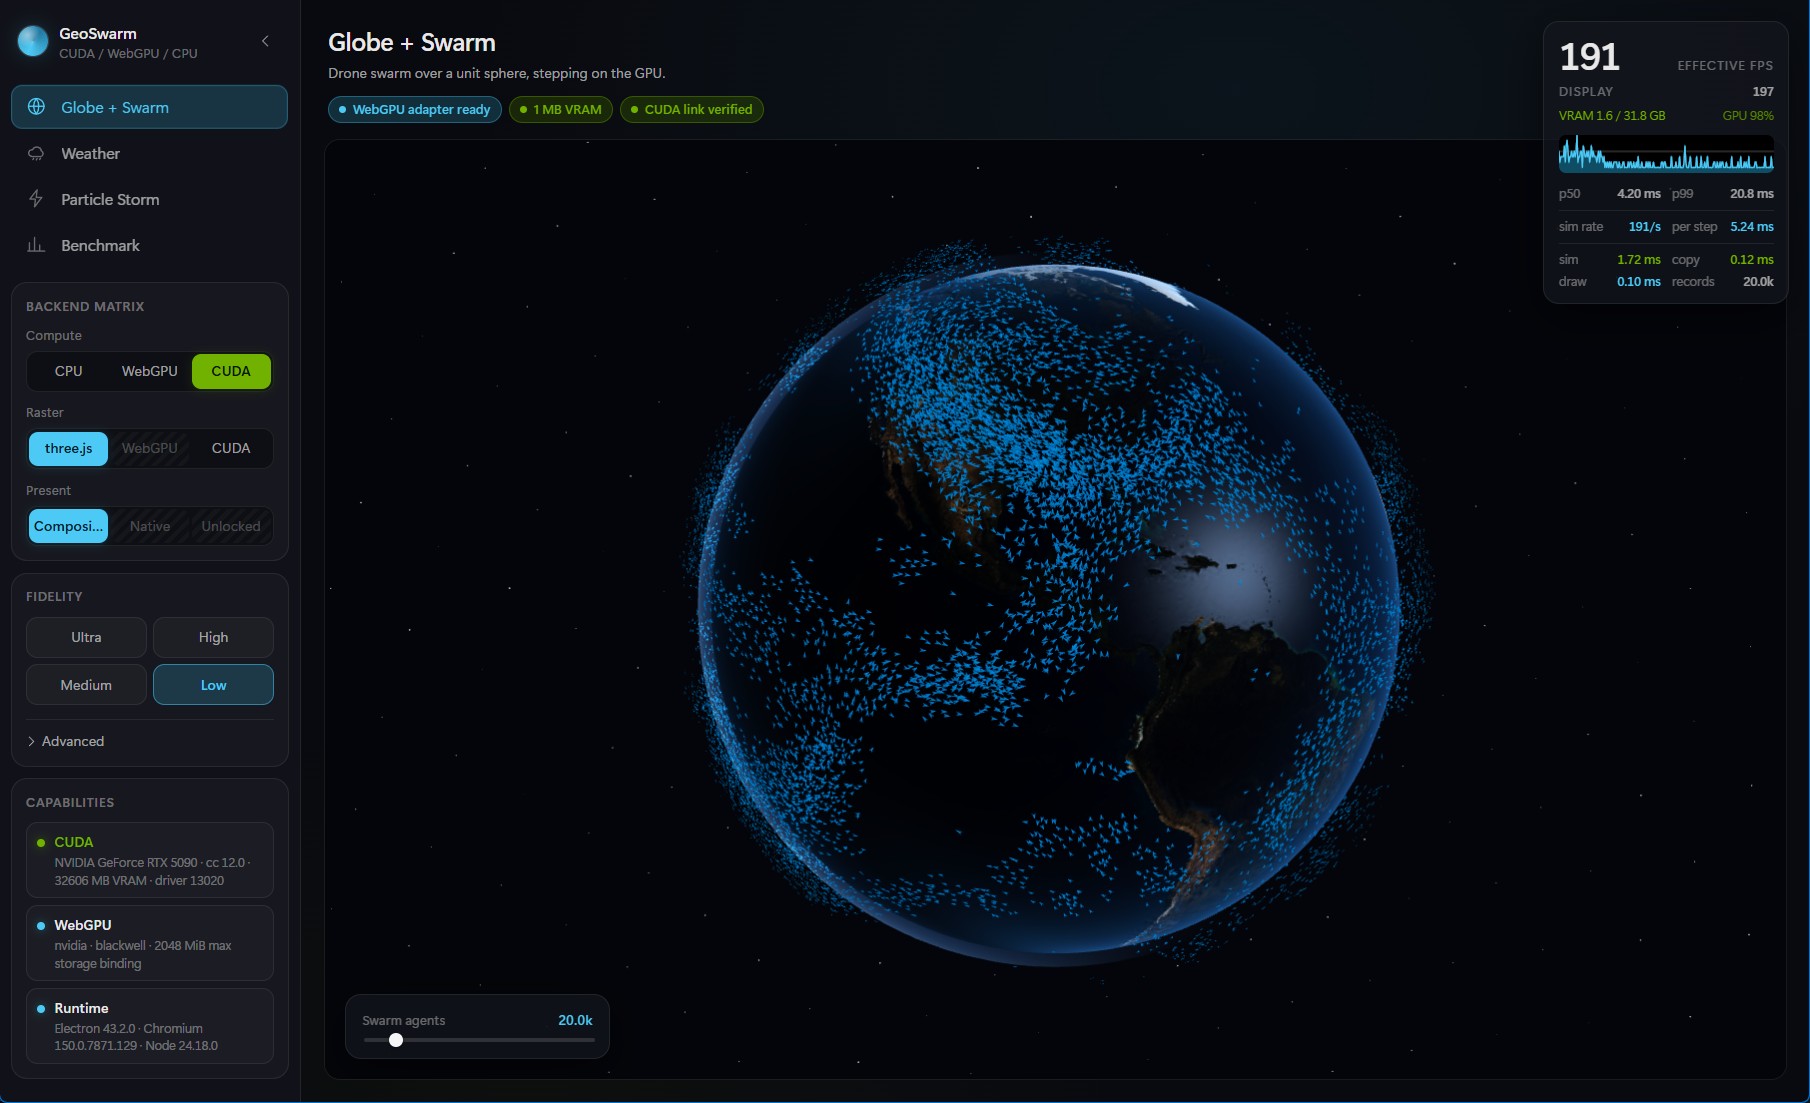 GeoSwarm
CUDA / WebGPU / CPU
Globe + Swarm
Weather
Particle Storm
Benchmark
BACKEND MATRIX
Compute
CPU WebGPU CUDA
Raster
three.js WebGPU CUDA
Present
Composi... Native Unlocked
FIDELITY
Ultra High
Medium Low
Advanced
CAPABILITIES
CUDA
NVIDIA GeForce RTX 5090 · cc 12.0 ·
32606 MB VRAM · driver 13020
WebGPU
nvidia · blackwell · 2048 MiB max
storage binding
Runtime
Electron 43.2.0 · Chromium
150.0.7871.129 · Node 24.18.0
Globe + Swarm
Drone swarm over a unit sphere, stepping on the GPU.
WebGPU adapter ready 1 MB VRAM CUDA link verified
191 EFFECTIVE FPS
DISPLAY 197
VRAM 1.6 / 31.8 GB GPU 98%
p50 4.20 ms p99 20.8 ms
sim rate 191/s per step 5.24 ms
sim 1.72 ms copy 0.12 ms
draw 0.10 ms records 20.0k
Swarm agents 20.0k